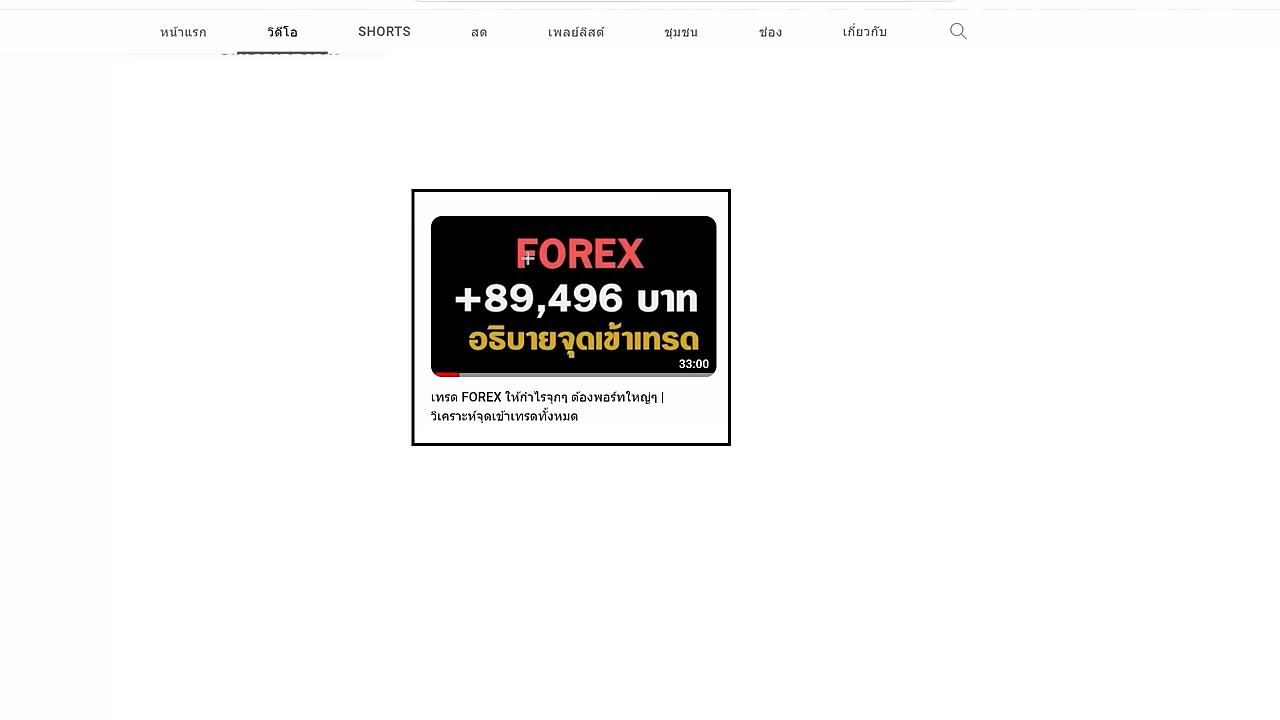 หน้าแรก วิดีโอ SHORTS สด เพลย์ลิสต์ ชุมชน ช่อง เกี่ยวกับ
FOREX
+89,496 บาท
อธิบายจุดเข้าเทรด
33:00
เทรด FOREX ให้กำไรจุกๆ ต้องพอร์ทใหญ่ๆ |
วิเคราะห์จุดเข้าเทรดทั้งหมด